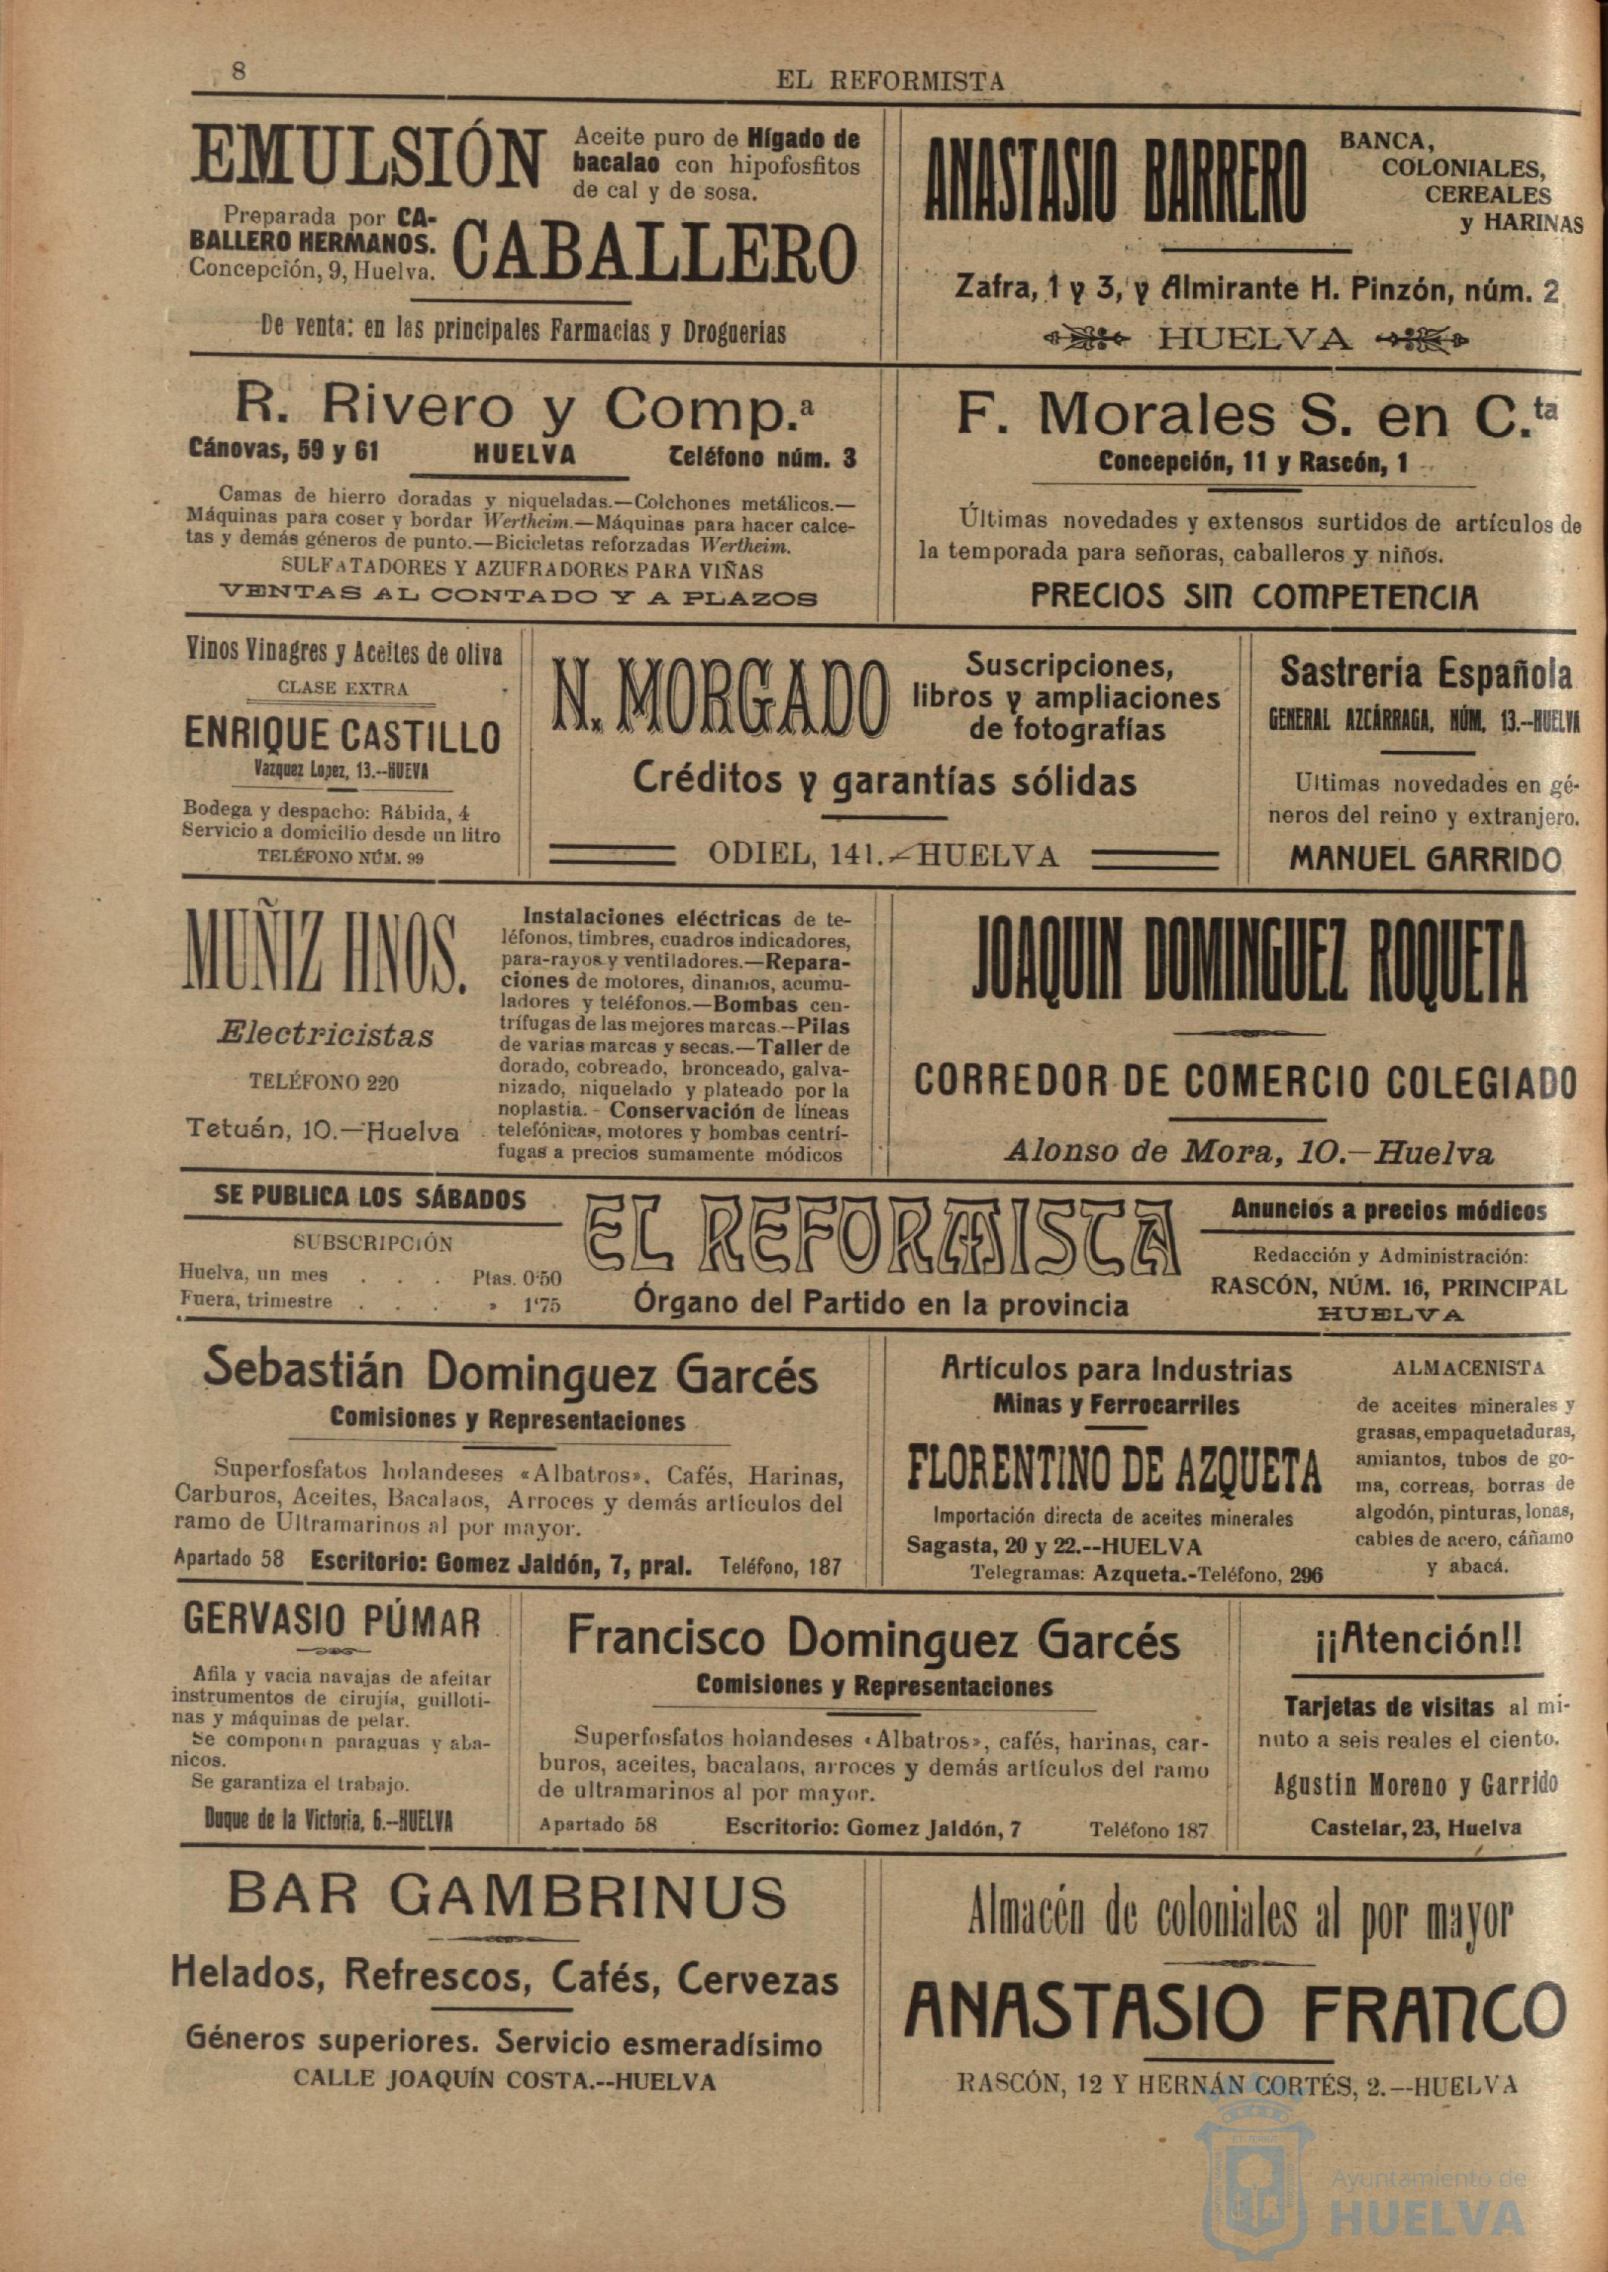 8
EL REFORMISTA
EMULSIÓN
Aceite puro de Hígado de
bacalao con hipofosfitos
de cal y de sosa.
Preparada por CA-
BALLERO HERMANOS.
Concepción, 9, Huelva.
CABALLERO
De venta: en las principales Farmacias y Droguerias
ANASTASIO BARRERO
BANCA,
COLONIALES,
CEREALES
y HARINAS
Zafra, 1 y 3, y Almirante H. Pinzón, núm. 2
HUELVA
R. Rivero y Comp.ª
Cánovas, 59 y 61 HUELVA Teléfono núm. 3
Camas de hierro doradas y niqueladas.—Colchones metálicos.—
Máquinas para coser y bordar Wertheim.—Máquinas para hacer calce-
tas y demás géneros de punto.—Bicicletas reforzadas Wertheim.
SULFATADORES Y AZUFRADORES PARA VIÑAS
VENTAS AL CONTADO Y A PLAZOS
F. Morales S. en C.ta
Concepción, 11 y Rascón, 1
Últimas novedades y extensos surtidos de artículos de
la temporada para señoras, caballeros y niños.
PRECIOS SIN COMPETENCIA
Vinos Vinagres y Aceites de oliva
CLASE EXTRA
ENRIQUE CASTILLO
Vazquez Lopez, 13.--HUEVA
Bodega y despacho: Rábida, 4
Servicio a domicilio desde un litro
TELÉFONO NÚM. 99
N. MORGADO
Suscripciones,
libros y ampliaciones
de fotografías
Créditos y garantías sólidas
ODIEL, 141.—HUELVA
Sastrería Española
GENERAL AZCÁRRAGA, NÚM. 13.--HUELVA
Ultimas novedades en gé-
neros del reino y extranjero.
MANUEL GARRIDO
MUÑIZ HNOS.
Electricistas
TELÉFONO 220
Tetuán, 10.—Huelva
Instalaciones eléctricas de te-
léfonos, timbres, cuadros indicadores,
para-rayos y ventiladores.—Repara-
ciones de motores, dinamos, acumu-
ladores y teléfonos.—Bombas cen-
trífugas de las mejores marcas.—Pilas
de varias marcas y secas.—Taller de
dorado, cobreado, bronceado, galva-
nizado, niquelado y plateado por la
noplastia. - Conservación de líneas
telefónicas, motores y bombas centrí-
fugas a precios sumamente módicos
JOAQUIN DOMINGUEZ ROQUETA
CORREDOR DE COMERCIO COLEGIADO
Alonso de Mora, 10.—Huelva
SE PUBLICA LOS SÁBADOS
SUBSCRIPCIÓN
Huelva, un mes . . . Ptas. 0'50
Fuera, trimestre . . . » 1'75
EL REFORMISTA
Órgano del Partido en la provincia
Anuncios a precios módicos
Redacción y Administración:
RASCÓN, NÚM. 16, PRINCIPAL
HUELVA
Sebastián Dominguez Garcés
Comisiones y Representaciones
Superfosfatos holandeses «Albatros», Cafés, Harinas,
Carburos, Aceites, Bacalaos, Arroces y demás artículos del
ramo de Ultramarinos al por mayor.
Apartado 58 Escritorio: Gomez Jaldón, 7, pral. Teléfono, 187
Artículos para Industrias
Minas y Ferrocarriles
FLORENTINO DE AZQUETA
Importación directa de aceites minerales
Sagasta, 20 y 22.--HUELVA
Telegramas: Azqueta.-Teléfono, 296
ALMACENISTA
de aceites minerales y
grasas, empaquetaduras,
amiantos, tubos de go-
ma, correas, borras de
algodón, pinturas, lonas,
cables de acero, cáñamo
y abacá.
GERVASIO PÚMAR
Afila y vacia navajas de afeitar
instrumentos de cirujía, guilloti-
nas y máquinas de pelar.
Se componen paraguas y aba-
nicos.
Se garantiza el trabajo.
Duque de la Victoria, 6.--HUELVA
Francisco Dominguez Garcés
Comisiones y Representaciones
Superfosfatos holandeses «Albatros», cafés, harinas, car-
buros, aceites, bacalaos, arroces y demás artículos del ramo
de ultramarinos al por mayor.
Apartado 58 Escritorio: Gomez Jaldón, 7 Teléfono 187
¡¡Atención!!
Tarjetas de visitas al mi-
nuto a seis reales el ciento.
Agustín Moreno y Garrido
Castelar, 23, Huelva
BAR GAMBRINUS
Helados, Refrescos, Cafés, Cervezas
Géneros superiores. Servicio esmeradísimo
CALLE JOAQUÍN COSTA.--HUELVA
Almacén de coloniales al por mayor
ANASTASIO FRANCO
RASCÓN, 12 Y HERNÁN CORTÉS, 2.--HUELVA
Ayuntamiento de
HUELVA